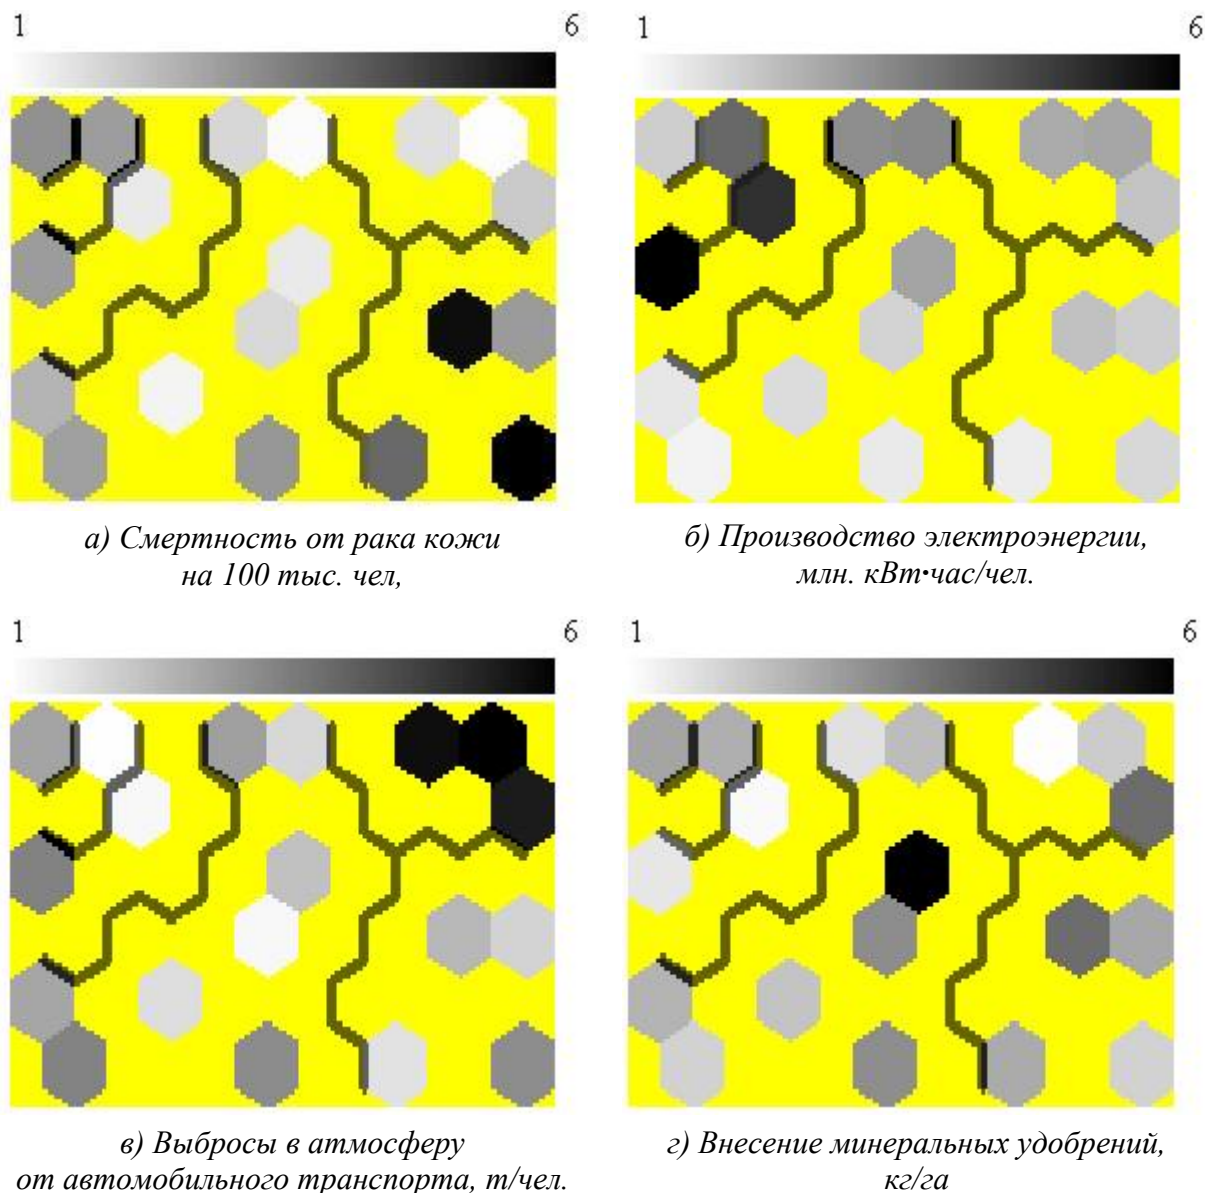 1 6
1 6
а) Смертность от рака кожи
на 100 тыс. чел,
б) Производство электроэнергии,
млн. кВт·час/чел.
1 6
1 6
в) Выбросы в атмосферу
от автомобильного транспорта, т/чел.
г) Внесение минеральных удобрений,
кг/га